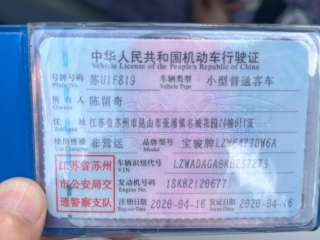 中华人民共和国机动车行驶证
Vehicle License of the People's Republic of China
号牌号码 苏U1F819 车辆类型 小型普通客车
Plate No. Vehicle Type
所有人 陈留奇
Owner
住址 江苏省苏州市昆山市张浦镇名城花园
Address
使用性质 非营运 品牌型号 宝骏牌
Use Character Model
江苏省苏州 车辆识别代号
VIN
市公安局交 发动机号码 18KB2120677
Engine No.
通警察支队 注册日期 2020-04-16 发证日期 2020-04-16
Register Date Issue Date